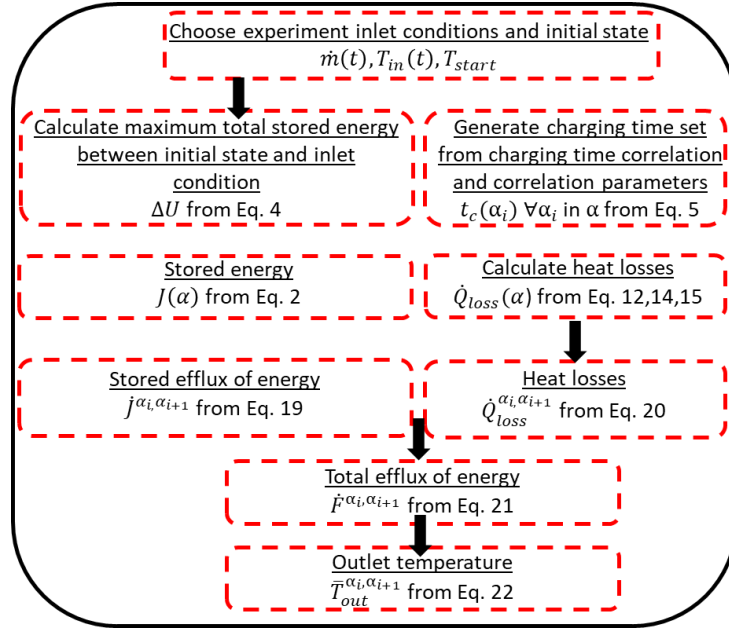 Choose experiment inlet conditions and initial state
ṁ(t), T_in(t), T_start
Calculate maximum total stored energy
between initial state and inlet
condition
ΔU from Eq. 4
Generate charging time set
from charging time correlation
and correlation parameters
t_c(α_i) ∀α_i in α from Eq. 5
Stored energy
J(α) from Eq. 2
Calculate heat losses
Q̇_loss(α) from Eq. 12,14,15
Stored efflux of energy
J̇^{α_i,α_{i+1}} from Eq. 19
Heat losses
Q̇_loss^{α_i,α_{i+1}} from Eq. 20
Total efflux of energy
Ḟ^{α_i,α_{i+1}} from Eq. 21
Outlet temperature
T̅_out^{α_i,α_{i+1}} from Eq. 22